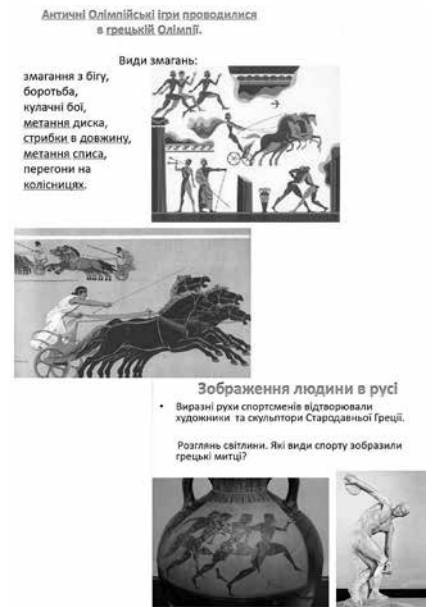 Античні Олімпійські ігри проводилися
в грецькій Олімпії.
Види змагань:
змагання з бігу,
боротьба,
кулачні бої,
метання диска,
стрибки в довжину,
метання списа,
перегони на
колісницях.
Зображення людини в русі
• Виразні рухи спортсменів відтворювали
художники та скульптори Стародавньої Греції.
Розглянь світлини. Які види спорту зобразили
грецькі митці?